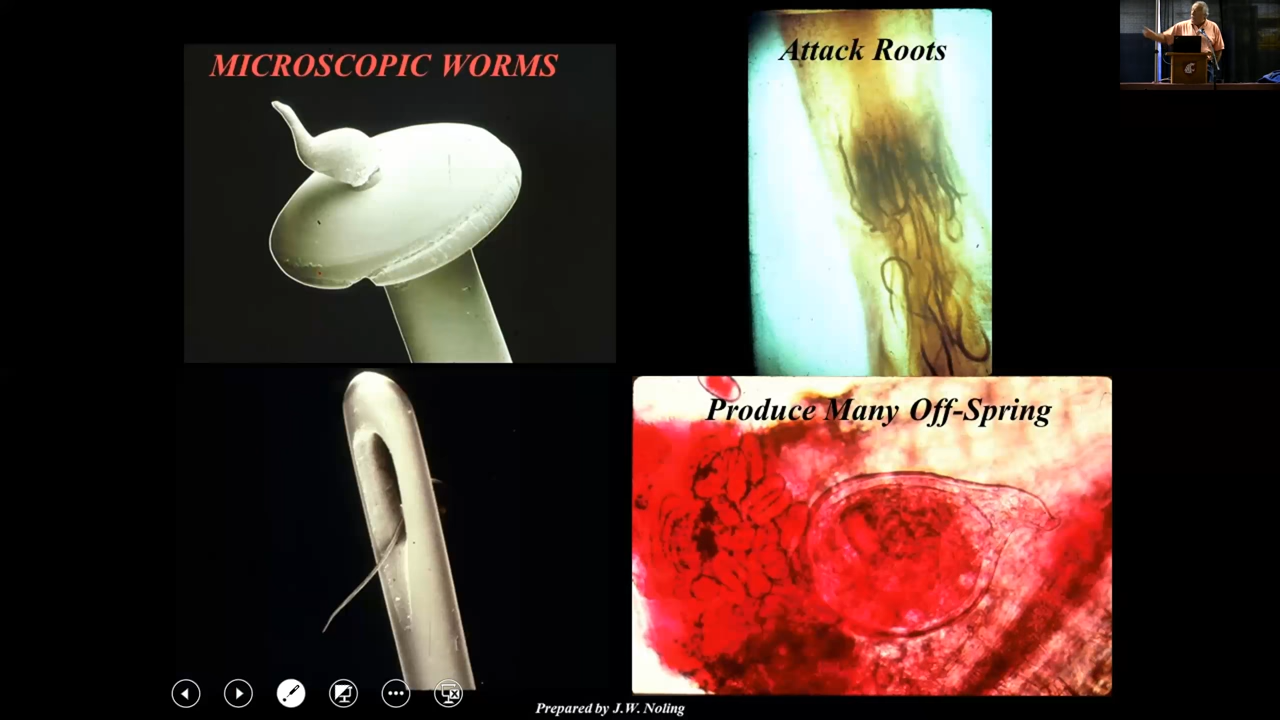 MICROSCOPIC WORMS
Attack Roots
Produce Many Off-Spring
Prepared by J.W. Noling